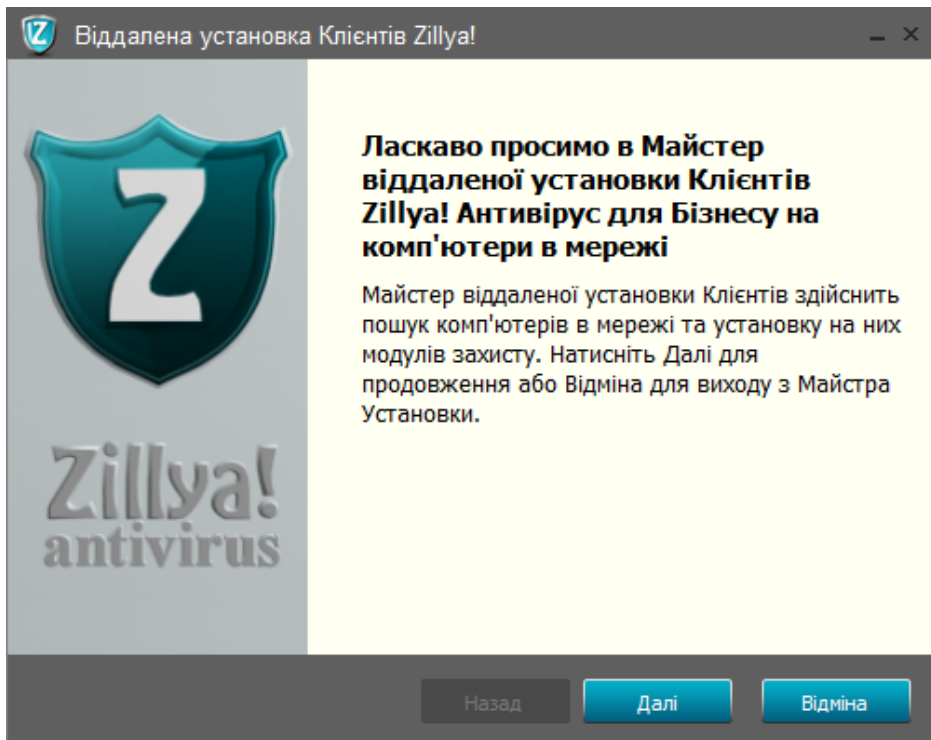 Z Віддалена установка Клієнтів Zillya!
Z
Zillya!
antivirus
Ласкаво просимо в Майстер
віддаленої установки Клієнтів
Zillya! Антивірус для Бізнесу на
комп'ютери в мережі
Майстер віддаленої установки Клієнтів здійснить
пошук комп'ютерів в мережі та установку на них
модулів захисту. Натисніть Далі для
продовження або Відміна для виходу з Майстра
Установки.
Назад Далі Відміна